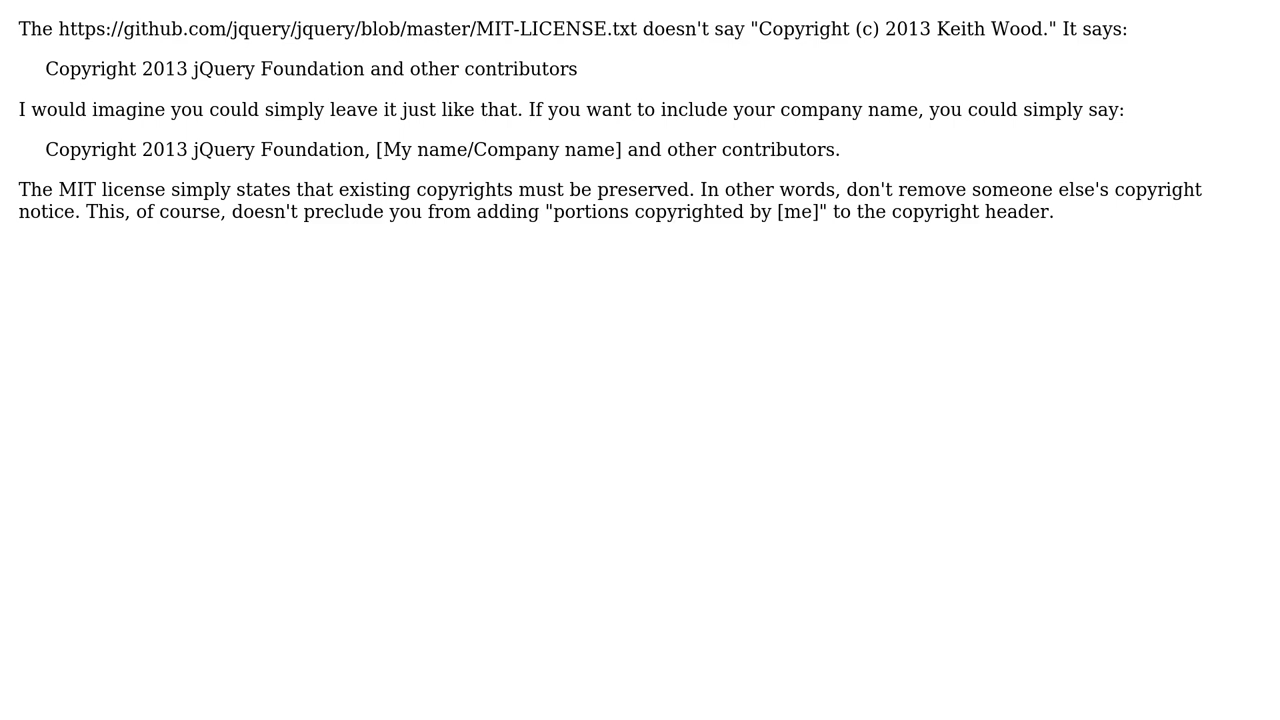 The https://github.com/jquery/jquery/blob/master/MIT-LICENSE.txt doesn't say "Copyright (c) 2013 Keith Wood." It says:
Copyright 2013 jQuery Foundation and other contributors
I would imagine you could simply leave it just like that. If you want to include your company name, you could simply say:
Copyright 2013 jQuery Foundation, [My name/Company name] and other contributors.
The MIT license simply states that existing copyrights must be preserved. In other words, don't remove someone else's copyright
notice. This, of course, doesn't preclude you from adding "portions copyrighted by [me]" to the copyright header.